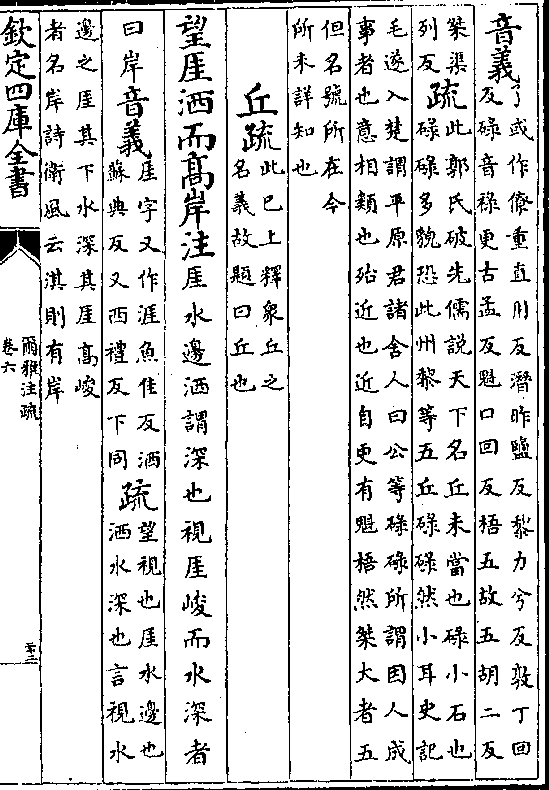 音義了或作僚重直用反潛昨鹽反黎力兮反敦丁回
反碌音祿更古孟反魁口回反梧五故五胡二反
桀渠
列反
疏此郭氏破先儒説天下名丘未當也碌小石也
碌碌多貌恐此州黎等五丘碌碌然小耳史記
毛遂入楚謂平原君諸舍人曰公等碌碌所謂因人成
事者也意相類也殆近也近自更有魁梧然桀大者五
但名號所在今
所未詳知也
丘疏此已上釋衆丘之
名義故題曰丘也
望厓洒而髙岸注厓水邊洒謂深也視厓峻而水深者
曰岸音義厓字又作涯魚佳反洒
蘇典反又西禮反下同
疏望視也厓水邊也
洒水深也言視水
邊之厓其下水深其厓髙峻
者名岸詩衛風云淇則有岸
欽定四庫全書
爾雅注疏
卷六
二十三